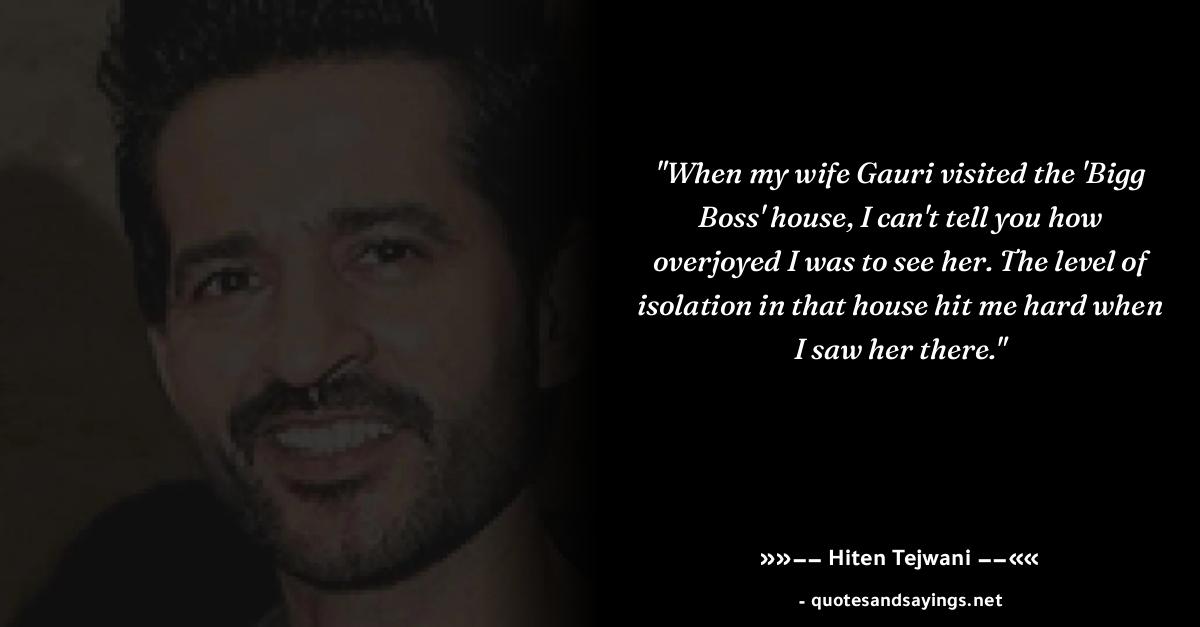 "When my wife Gauri visited the 'Bigg
Boss' house, I can't tell you how
overjoyed I was to see her. The level of
isolation in that house hit me hard when
I saw her there."
»»−− Hiten Tejwani −−««
- quotesandsayings.net